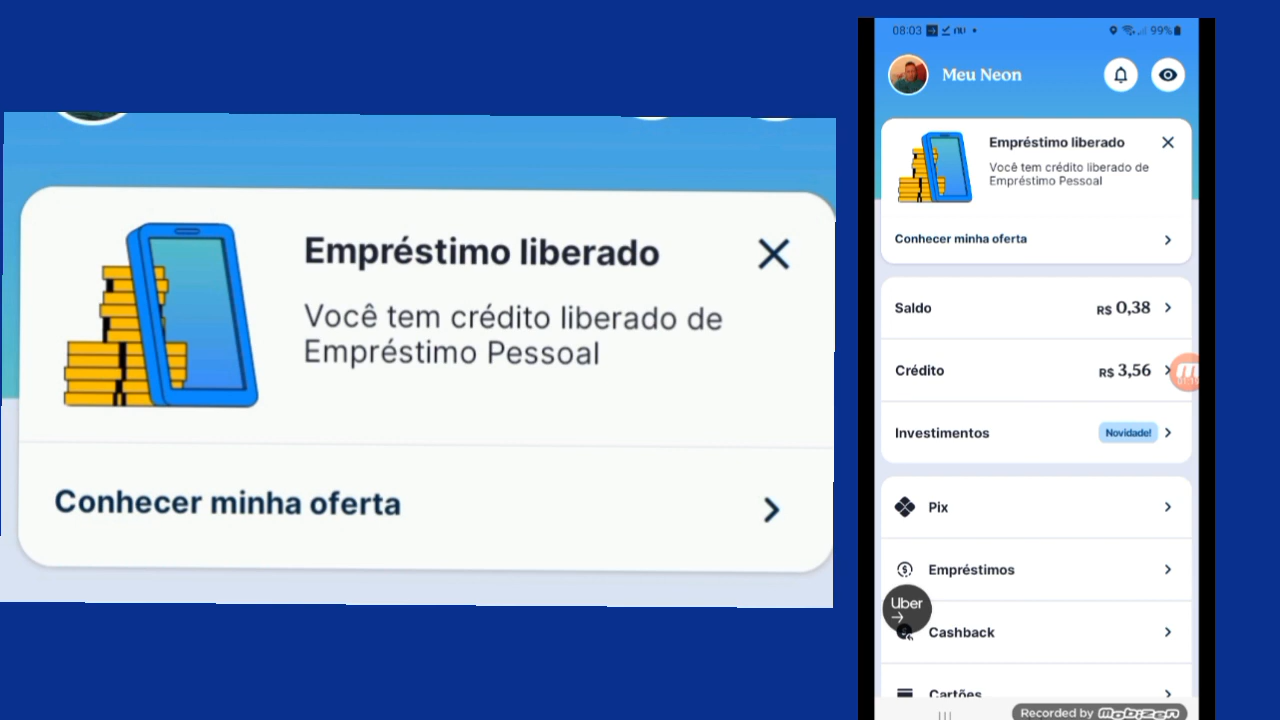 Empréstimo liberado
Você tem crédito liberado de
Empréstimo Pessoal
Conhecer minha oferta
08:03
99%
Meu Neon
Empréstimo liberado
Você tem crédito liberado de
Empréstimo Pessoal
Conhecer minha oferta
Saldo R$ 0,38
Crédito R$ 3,56
Investimentos Novidade!
Pix
Empréstimos
Uber
Cashback
Cartões
Recorded by Mobizen